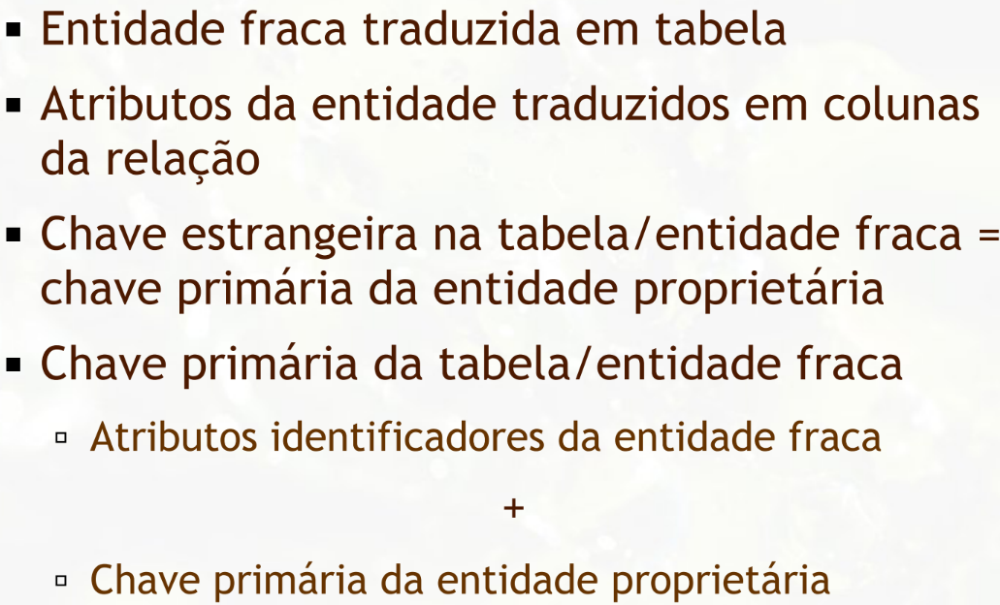 ▪ Entidade fraca traduzida em tabela
▪ Atributos da entidade traduzidos em colunas
da relação
▪ Chave estrangeira na tabela/entidade fraca =
chave primária da entidade proprietária
▪ Chave primária da tabela/entidade fraca
▫ Atributos identificadores da entidade fraca
+
▫ Chave primária da entidade proprietária